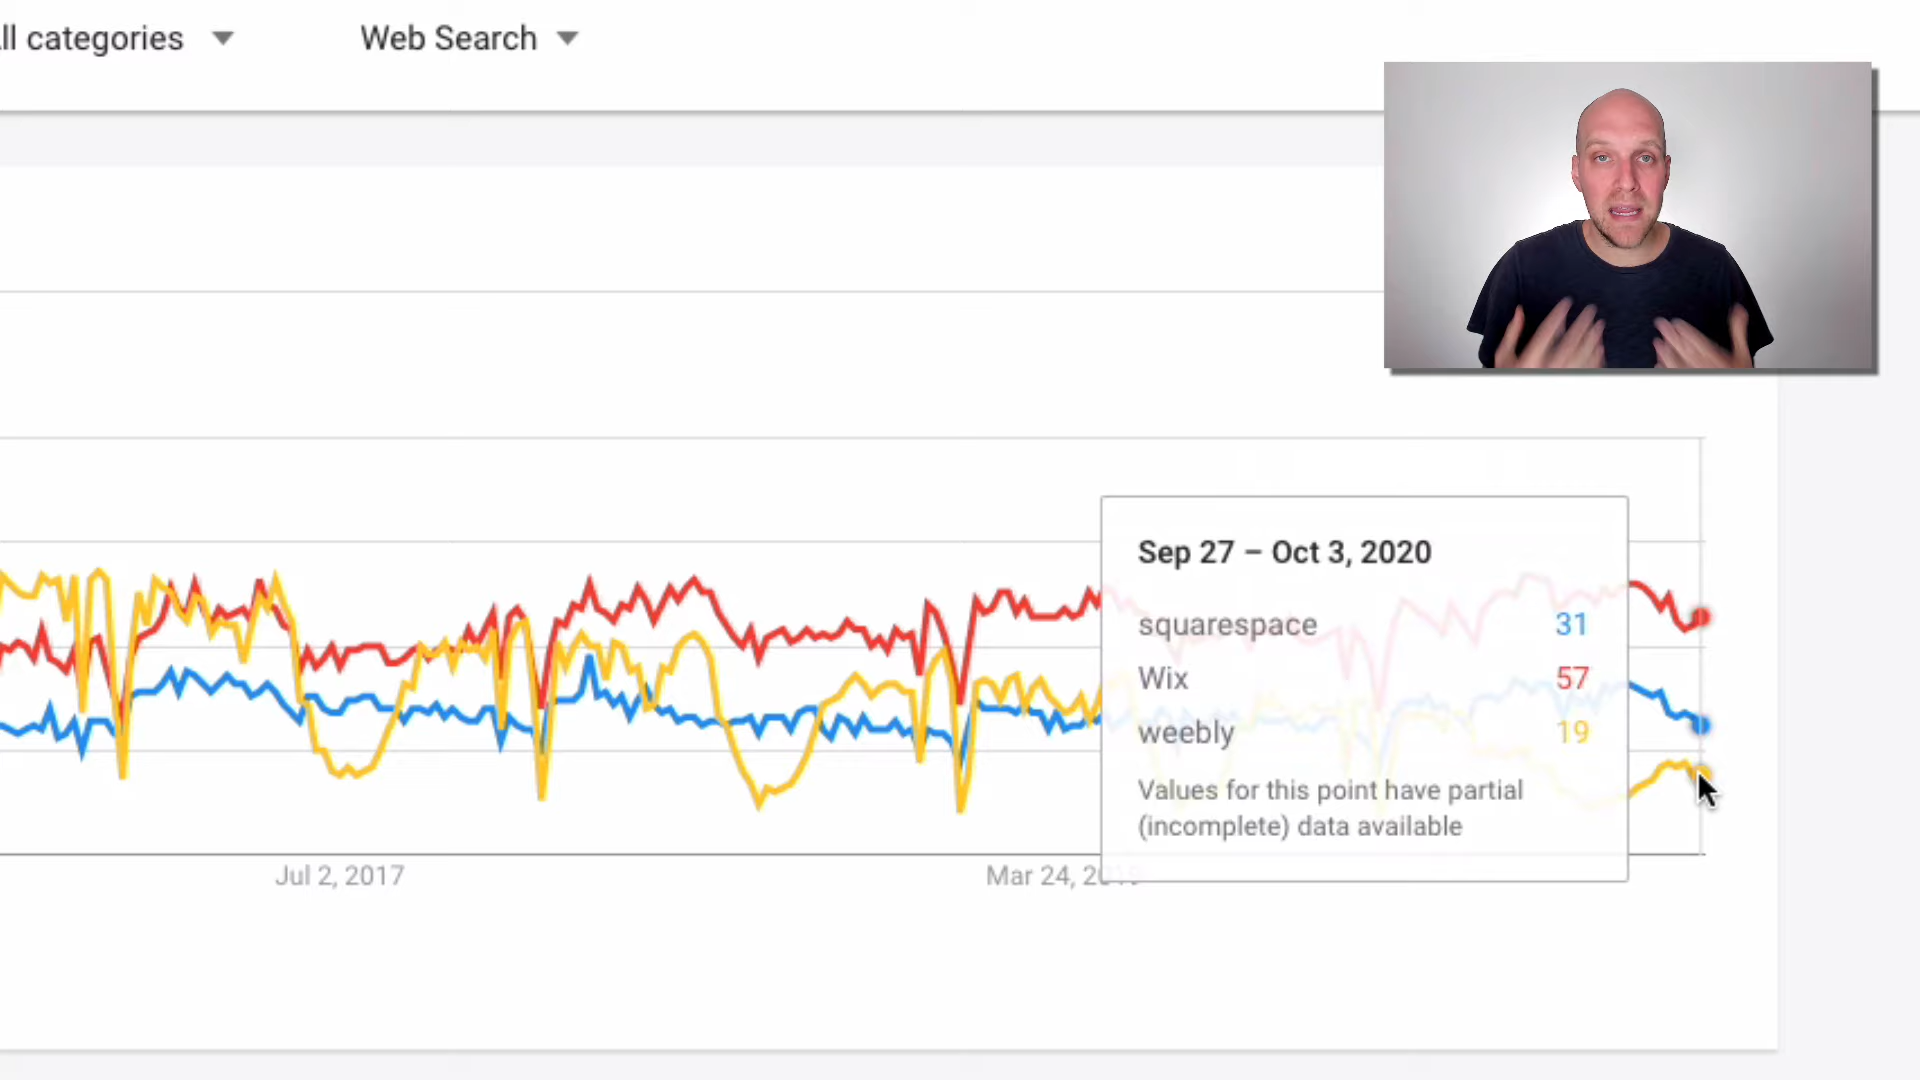 ll categories
Web Search
Sep 27 – Oct 3, 2020
squarespace 31
Wix 57
weebly 19
Values for this point have partial
(incomplete) data available
Jul 2, 2017
Mar 24, 2019